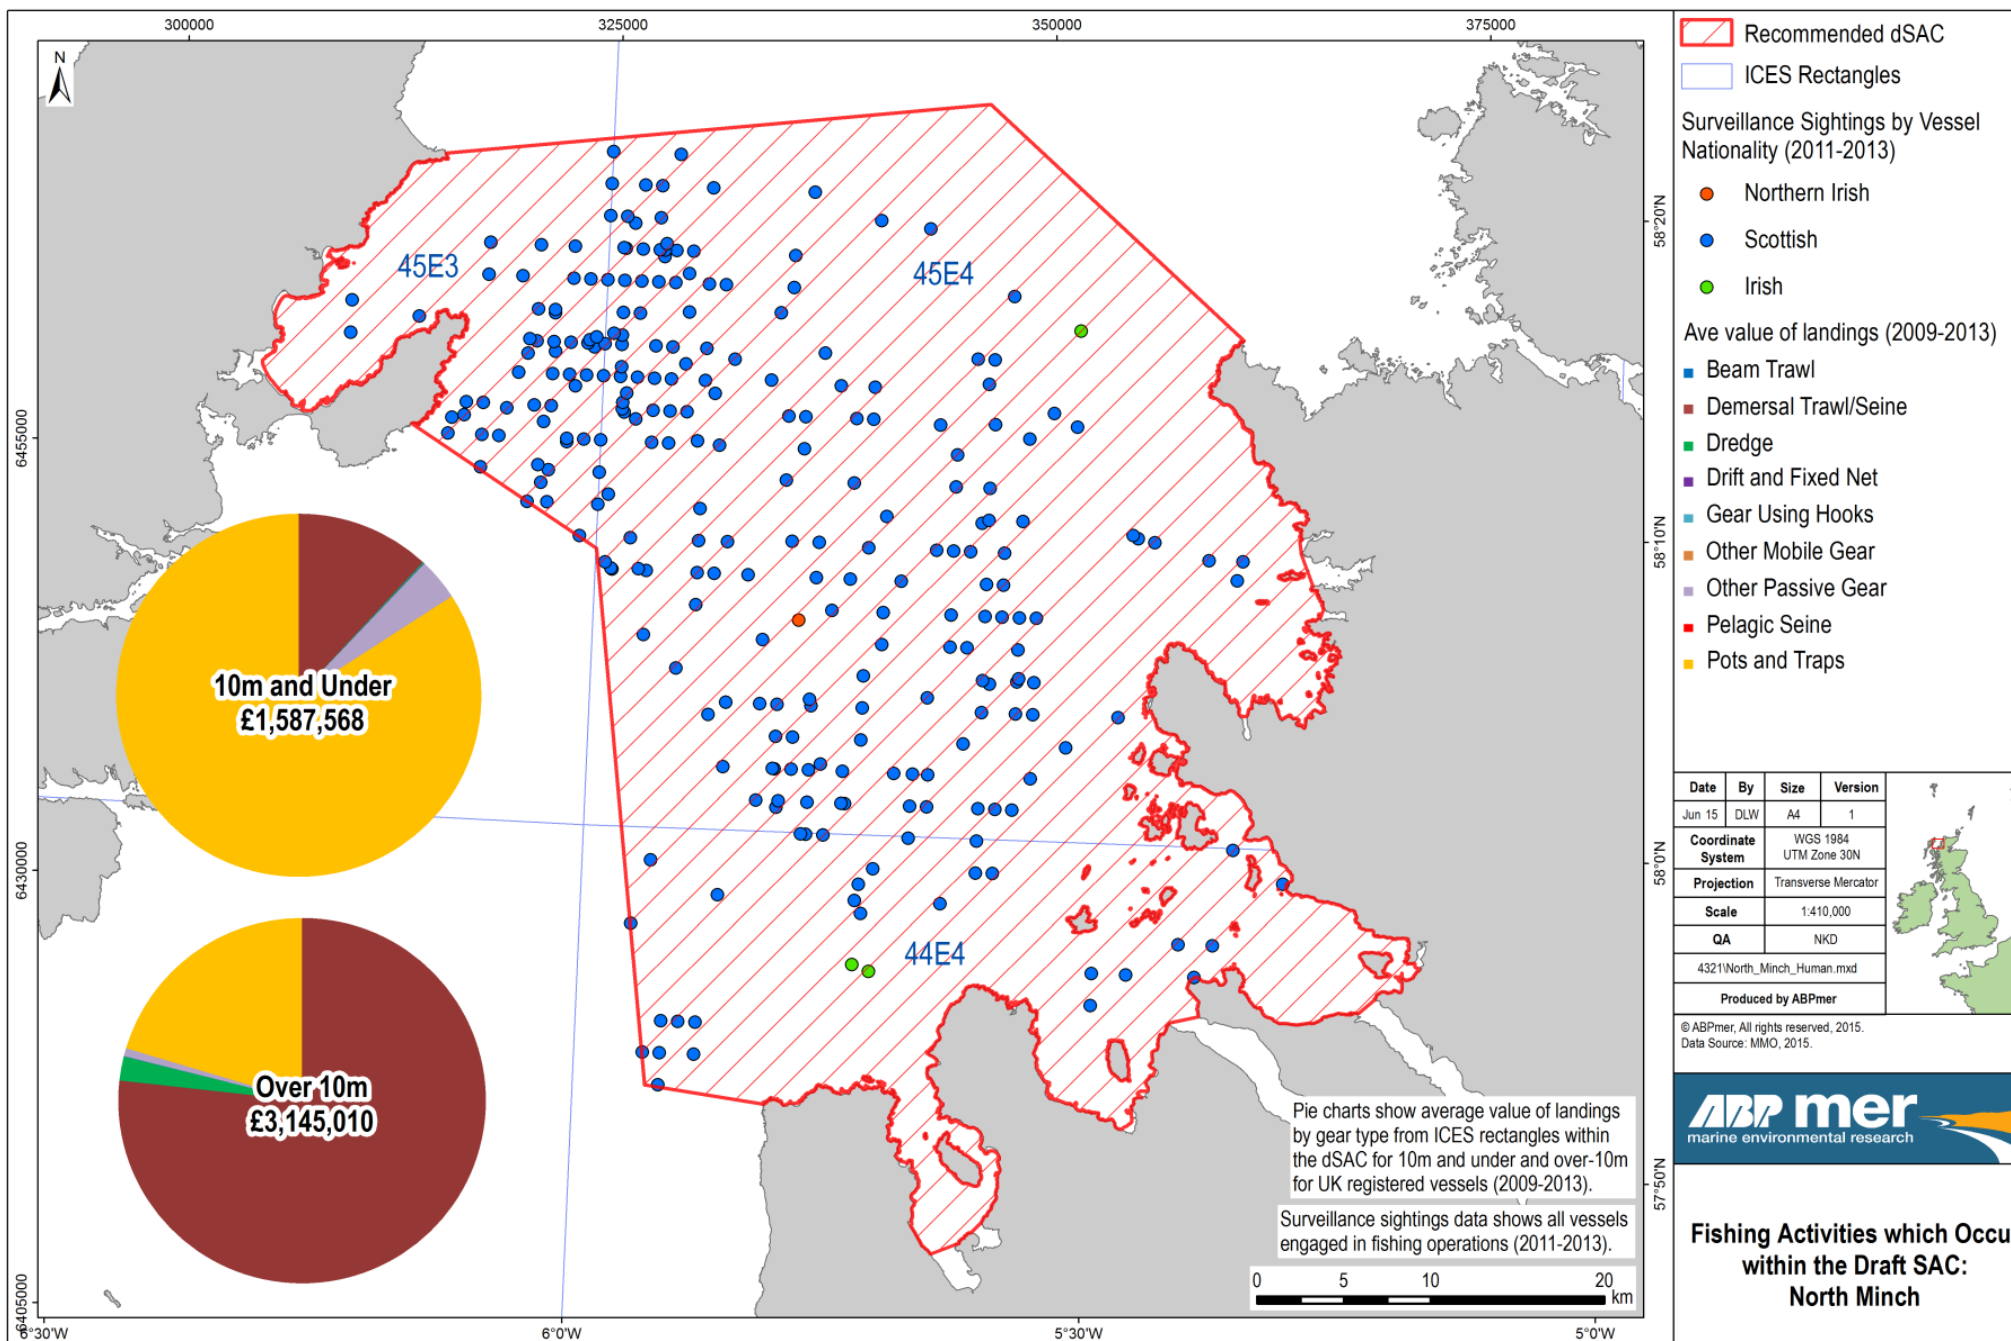 300000
325000
350000
375000
N
58°20'N
58°10'N
58°0'N
57°50'N
6455000
6430000
6405000
6°30'W
6°0'W
5°30'W
5°0'W
45E3
45E4
44E4
10m and Under
£1,587,568
Over 10m
£3,145,010
Pie charts show average value of landings
by gear type from ICES rectangles within
the dSAC for 10m and under and over-10m
for UK registered vessels (2009-2013).
Surveillance sightings data shows all vessels
engaged in fishing operations (2011-2013).
0 5 10 20
km
Recommended dSAC
ICES Rectangles
Surveillance Sightings by Vessel
Nationality (2011-2013)
Northern Irish
Scottish
Irish
Ave value of landings (2009-2013)
Beam Trawl
Demersal Trawl/Seine
Dredge
Drift and Fixed Net
Gear Using Hooks
Other Mobile Gear
Other Passive Gear
Pelagic Seine
Pots and Traps
Date By Size Version
Jun 15 DLW A4 1
Coordinate System WGS 1984 UTM Zone 30N
Projection Transverse Mercator
Scale 1:410,000
QA NKD
4321\North_Minch_Human.mxd
Produced by ABPmer
© ABPmer, All rights reserved, 2015.
Data Source: MMO, 2015.
ABP mer
marine environmental research
Fishing Activities which Occu
within the Draft SAC:
North Minch